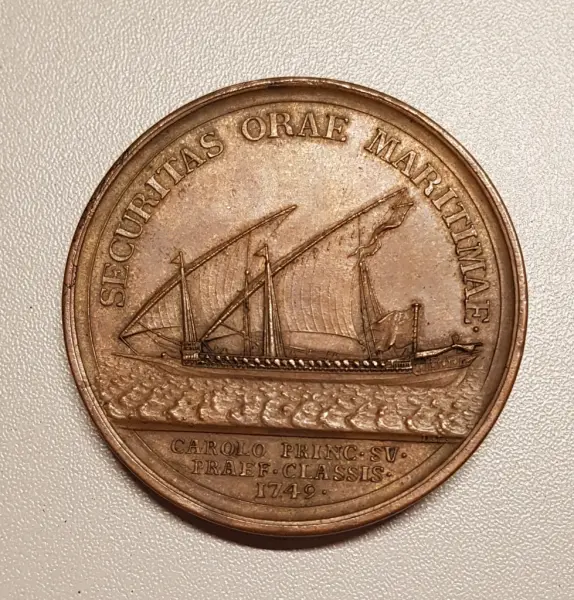 SECURITAS ORAE MARITIMAE·
CAROLO PRINC·SV·
PRAEF·CLASSIS·
1749·